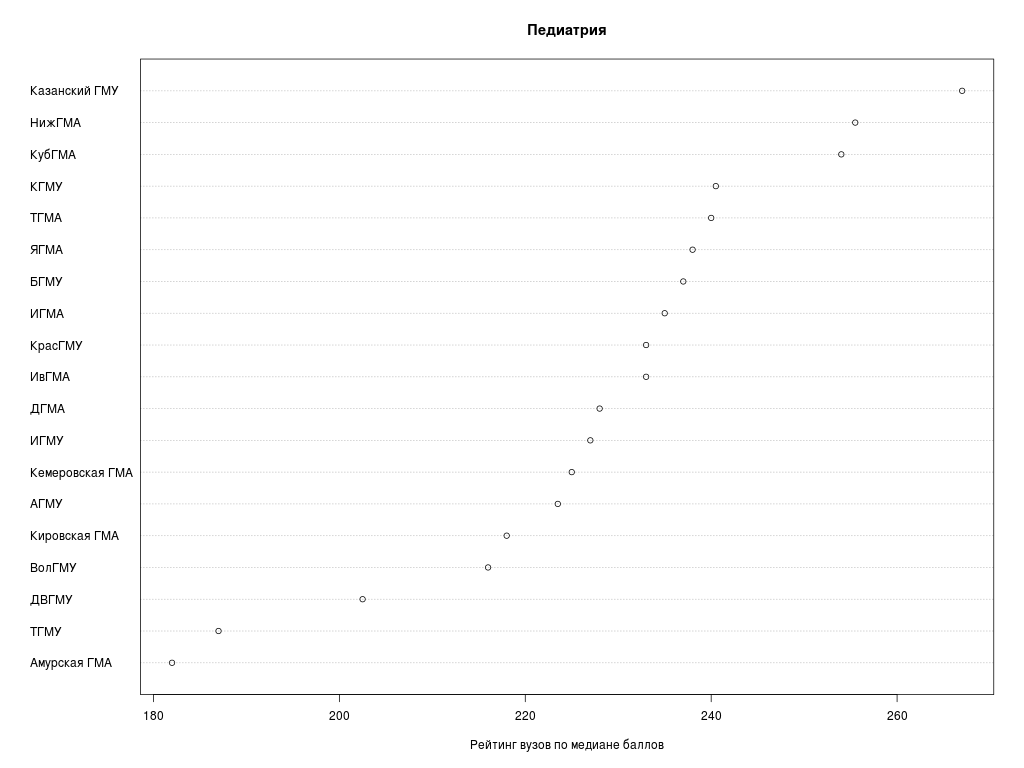 Педиатрия
Казанский ГМУ
НижГМА
КубГМА
КГМУ
ТГМА
ЯГМА
БГМУ
ИГМА
КрасГМУ
ИвГМА
ДГМА
ИГМУ
Кемеровская ГМА
АГМУ
Кировская ГМА
ВолГМУ
ДВГМУ
ТГМУ
Амурская ГМА
180 200 220 240 260
Рейтинг вузов по медиане баллов